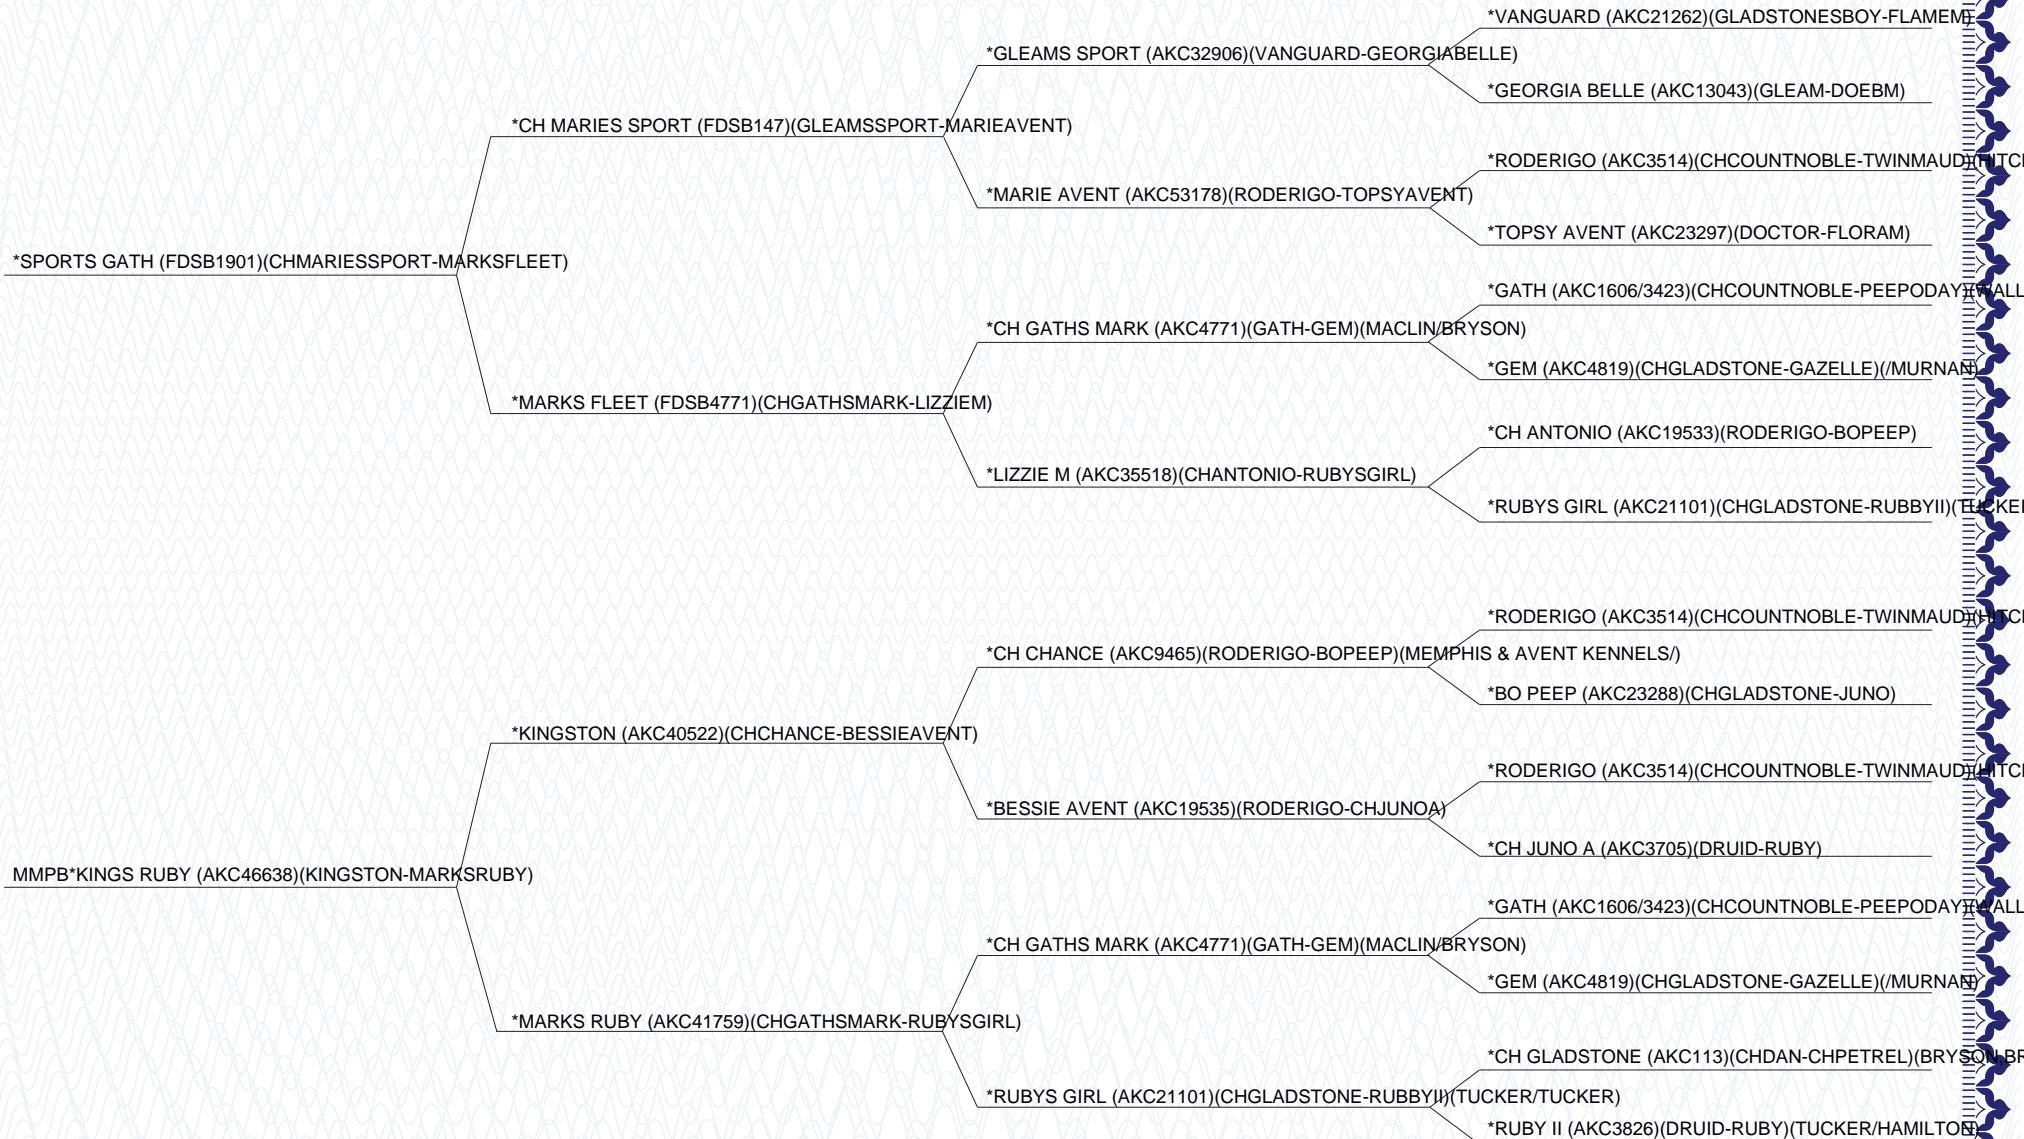 *VANGUARD (AKC21262)(GLADSTONESBOY-FLAMEM)
*GLEAMS SPORT (AKC32906)(VANGUARD-GEORGIABELLE)
*GEORGIA BELLE (AKC13043)(GLEAM-DOEBM)
*CH MARIES SPORT (FDSB147)(GLEAMSSPORT-MARIEAVENT)
*RODERIGO (AKC3514)(CHCOUNTNOBLE-TWINMAUD)(HITC
*MARIE AVENT (AKC53178)(RODERIGO-TOPSYAVENT)
*TOPSY AVENT (AKC23297)(DOCTOR-FLORAM)
*SPORTS GATH (FDSB1901)(CHMARIESSPORT-MARKSFLEET)
*GATH (AKC1606/3423)(CHCOUNTNOBLE-PEEPODAY)(WALL
*CH GATHS MARK (AKC4771)(GATH-GEM)(MACLIN/BRYSON)
*GEM (AKC4819)(CHGLADSTONE-GAZELLE)(/MURNAN)
*MARKS FLEET (FDSB4771)(CHGATHSMARK-LIZZIEM)
*CH ANTONIO (AKC19533)(RODERIGO-BOPEEP)
*LIZZIE M (AKC35518)(CHANTONIO-RUBYSGIRL)
*RUBYS GIRL (AKC21101)(CHGLADSTONE-RUBBYII)(TUCKE
*RODERIGO (AKC3514)(CHCOUNTNOBLE-TWINMAUD)(HITC
*CH CHANCE (AKC9465)(RODERIGO-BOPEEP)(MEMPHIS & AVENT KENNELS/)
*BO PEEP (AKC23288)(CHGLADSTONE-JUNO)
*KINGSTON (AKC40522)(CHCHANCE-BESSIEAVENT)
*RODERIGO (AKC3514)(CHCOUNTNOBLE-TWINMAUD)(HITC
*BESSIE AVENT (AKC19535)(RODERIGO-CHJUNOA)
*CH JUNO A (AKC3705)(DRUID-RUBY)
MMPB*KINGS RUBY (AKC46638)(KINGSTON-MARKSRUBY)
*GATH (AKC1606/3423)(CHCOUNTNOBLE-PEEPODAY)(WALL
*CH GATHS MARK (AKC4771)(GATH-GEM)(MACLIN/BRYSON)
*GEM (AKC4819)(CHGLADSTONE-GAZELLE)(/MURNAN)
*MARKS RUBY (AKC41759)(CHGATHSMARK-RUBYSGIRL)
*CH GLADSTONE (AKC113)(CHDAN-CHPETREL)(BRYSON,BR
*RUBYS GIRL (AKC21101)(CHGLADSTONE-RUBBYII)(TUCKER/TUCKER)
*RUBY II (AKC3826)(DRUID-RUBY)(TUCKER/HAMILTON)